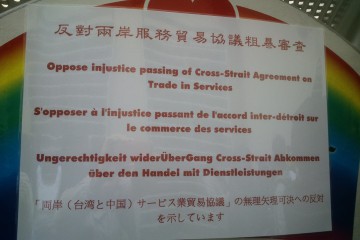 反對兩岸服務貿易協議粗暴審查
Oppose injustice passing of Cross-Strait Agreement on
Trade in Services
S'opposer à l'injustice passant de l'accord inter-détroit sur
le commerce des services
Ungerechtigkeit widerÜberGang Cross-Strait Abkommen
über den Handel mit Dienstleistungen
「両岸（台湾と中国）サービス業貿易協議」の無理矢理可決への反対
を示しています